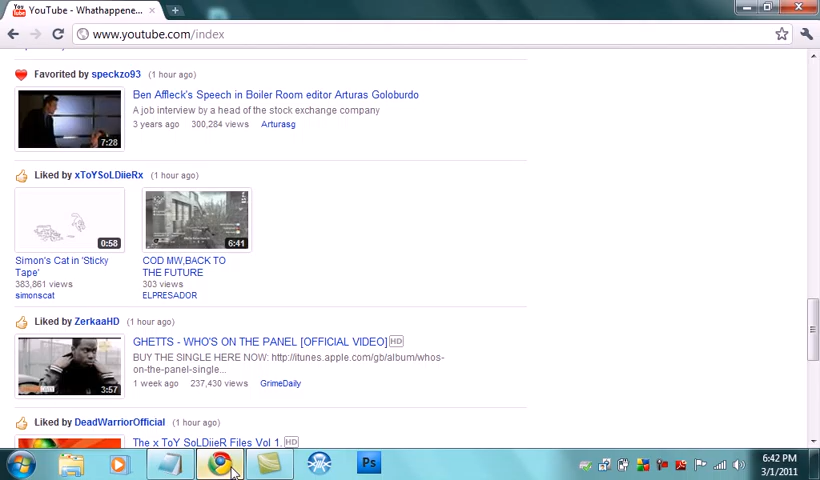 YouTube - Whathappene
www.youtube.com/index
Favorited by speckzo93 (1 hour ago)
Ben Affleck's Speech in Boiler Room editor Arturas Goloburdo
A job interview by a head of the stock exchange company
3 years ago 300,284 views Arturasg
7:28
Liked by xToYSoLDiieRx (1 hour ago)
0:58
6:41
Simon's Cat in 'Sticky
Tape'
383,861 views
simonscat
COD MW,BACK TO
THE FUTURE
303 views
ELPRESADOR
Liked by ZerkaaHD (1 hour ago)
GHETTS - WHO'S ON THE PANEL [OFFICIAL VIDEO] HD
BUY THE SINGLE HERE NOW: http://itunes.apple.com/gb/album/whos-
on-the-panel-single...
1 week ago 237,430 views GrimeDaily
3:57
Liked by DeadWarriorOfficial (1 hour ago)
The x ToY SoLDiieR Files Vol 1. HD
Ps
6:42 PM
3/1/2011